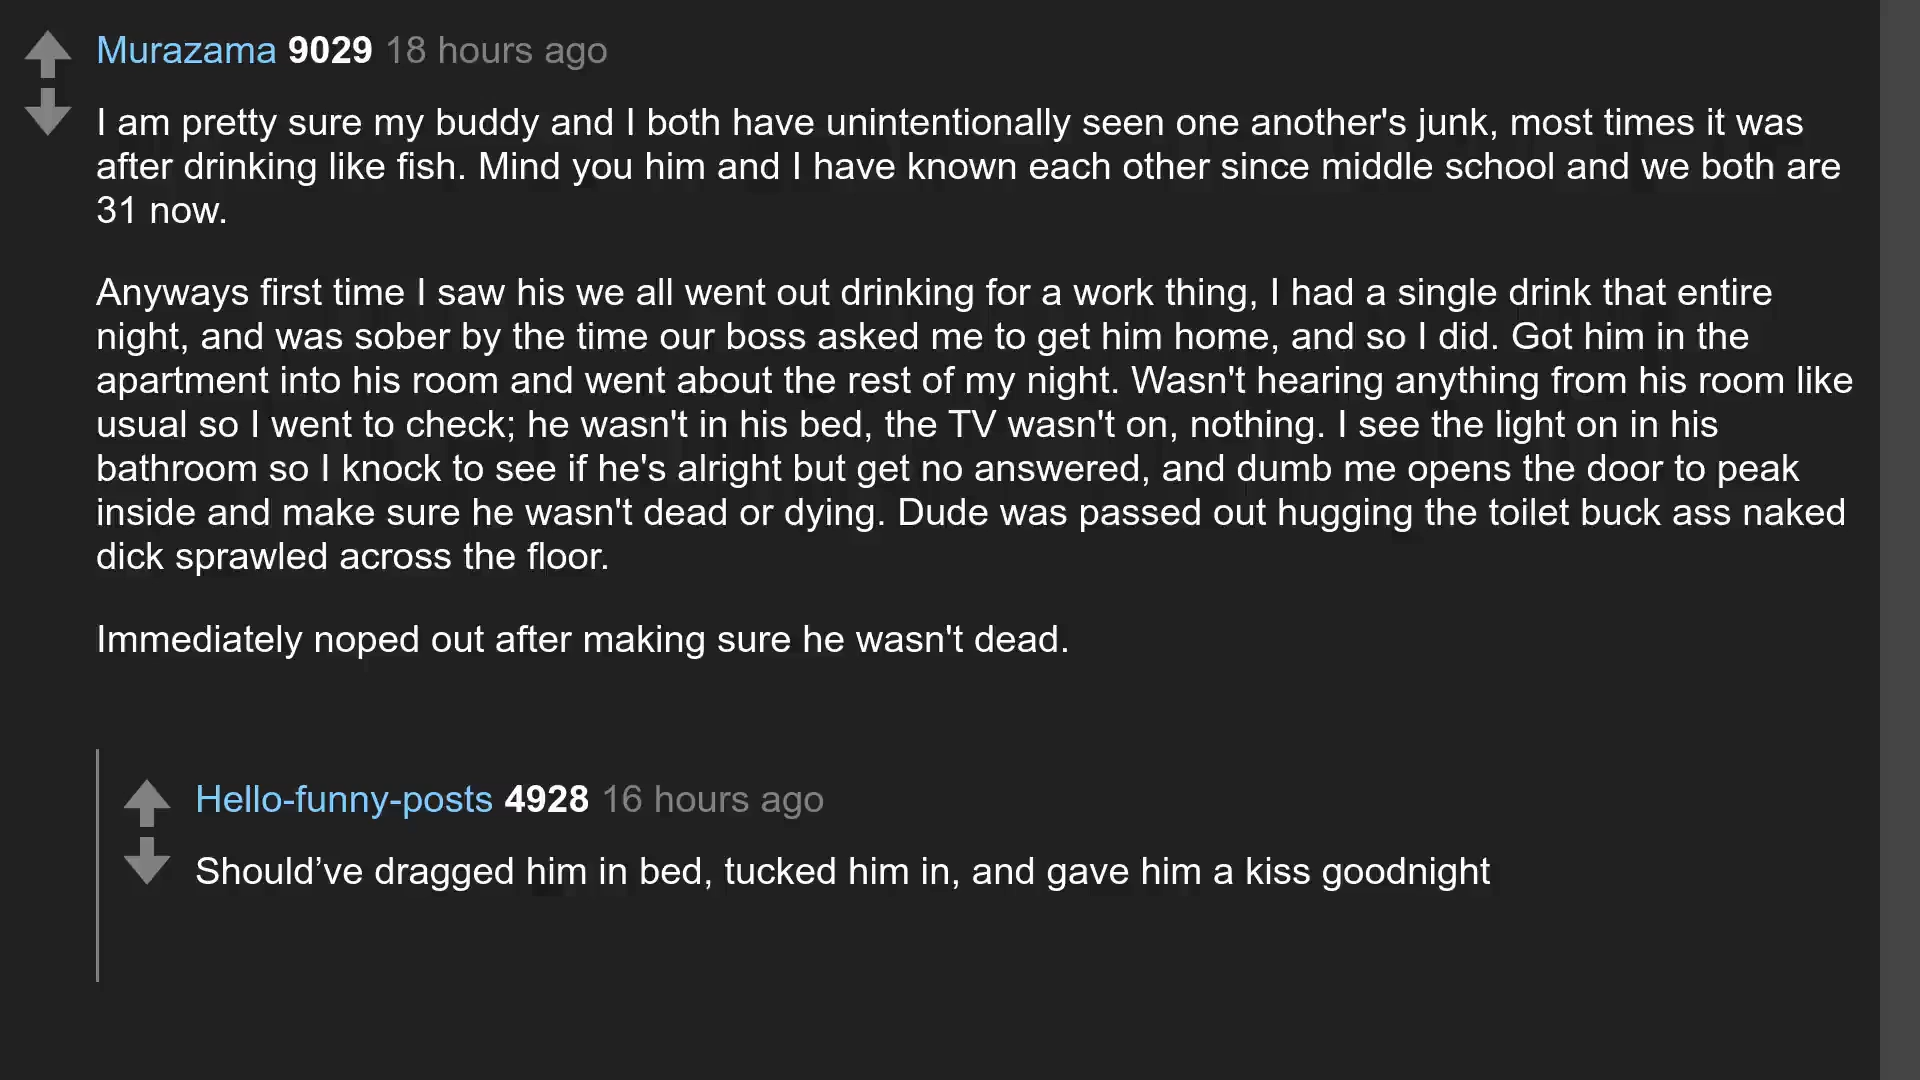 Murazama 9029 18 hours ago
I am pretty sure my buddy and I both have unintentionally seen one another's junk, most times it was
after drinking like fish. Mind you him and I have known each other since middle school and we both are
31 now.
Anyways first time I saw his we all went out drinking for a work thing, I had a single drink that entire
night, and was sober by the time our boss asked me to get him home, and so I did. Got him in the
apartment into his room and went about the rest of my night. Wasn't hearing anything from his room like
usual so I went to check; he wasn't in his bed, the TV wasn't on, nothing. I see the light on in his
bathroom so I knock to see if he's alright but get no answered, and dumb me opens the door to peak
inside and make sure he wasn't dead or dying. Dude was passed out hugging the toilet buck ass naked
dick sprawled across the floor.
Immediately noped out after making sure he wasn't dead.
Hello-funny-posts 4928 16 hours ago
Should’ve dragged him in bed, tucked him in, and gave him a kiss goodnight